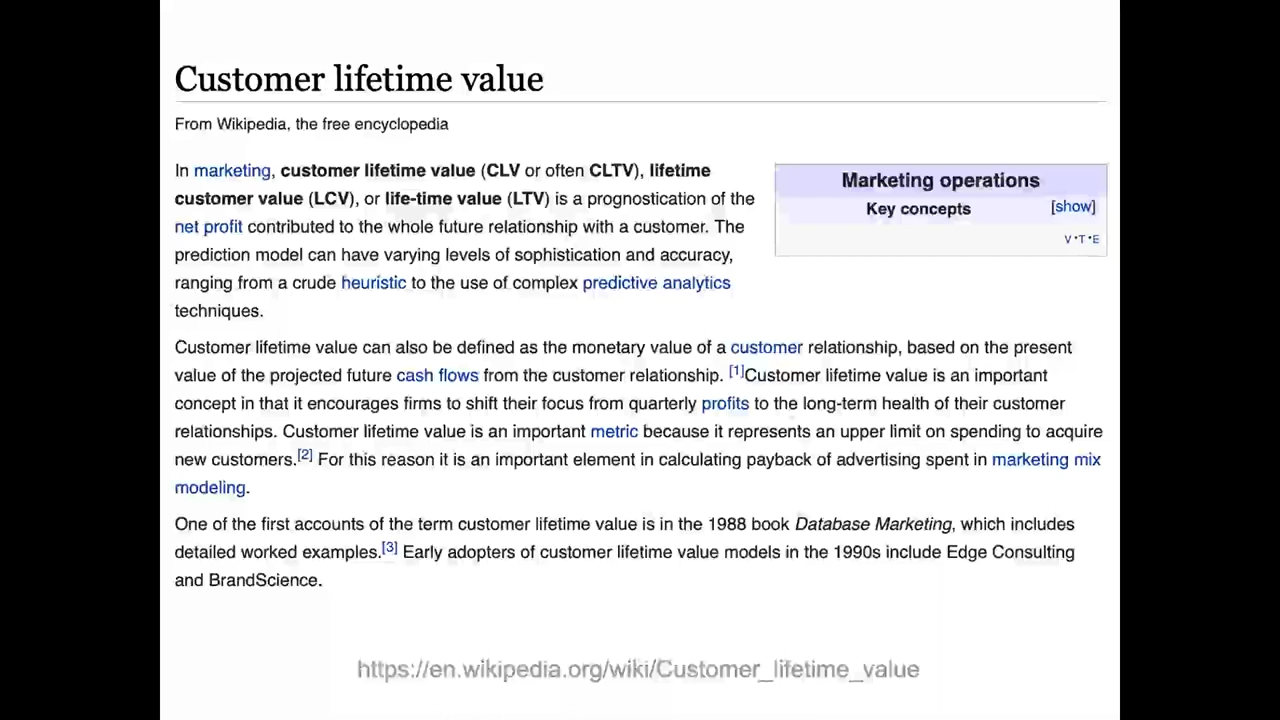 Customer lifetime value
From Wikipedia, the free encyclopedia
In marketing, customer lifetime value (CLV or often CLTV), lifetime
customer value (LCV), or life-time value (LTV) is a prognostication of the
net profit contributed to the whole future relationship with a customer. The
prediction model can have varying levels of sophistication and accuracy,
ranging from a crude heuristic to the use of complex predictive analytics
techniques.
Marketing operations
Key concepts [show]
V•T•E
Customer lifetime value can also be defined as the monetary value of a customer relationship, based on the present
value of the projected future cash flows from the customer relationship. [1]Customer lifetime value is an important
concept in that it encourages firms to shift their focus from quarterly profits to the long-term health of their customer
relationships. Customer lifetime value is an important metric because it represents an upper limit on spending to acquire
new customers.[2] For this reason it is an important element in calculating payback of advertising spent in marketing mix
modeling.
One of the first accounts of the term customer lifetime value is in the 1988 book Database Marketing, which includes
detailed worked examples.[3] Early adopters of customer lifetime value models in the 1990s include Edge Consulting
and BrandScience.
https://en.wikipedia.org/wiki/Customer_lifetime_value